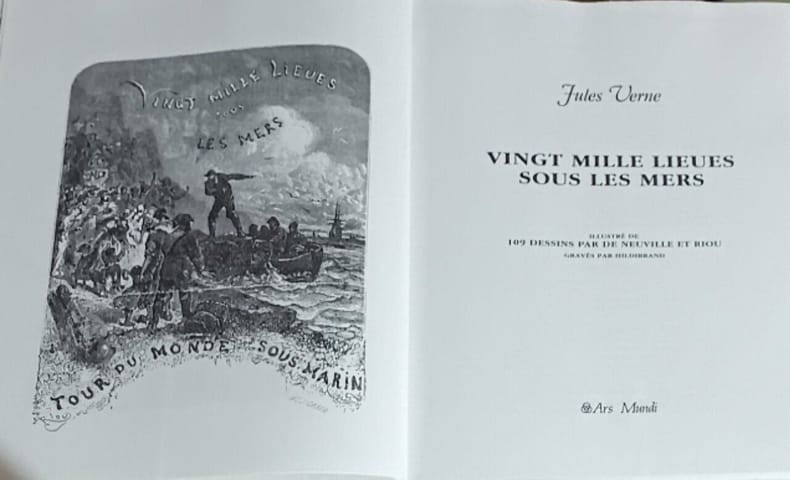 VINGT MILLE LIEUES
SOUS
LES MERS
TOUR DU MONDE SOUS MARIN
Jules Verne
VINGT MILLE LIEUES
SOUS LES MERS
ILLUSTRÉ DE
109 DESSINS PAR DE NEUVILLE ET RIOU
GRAVÉS PAR HILDIBRAND
Ars Mundi